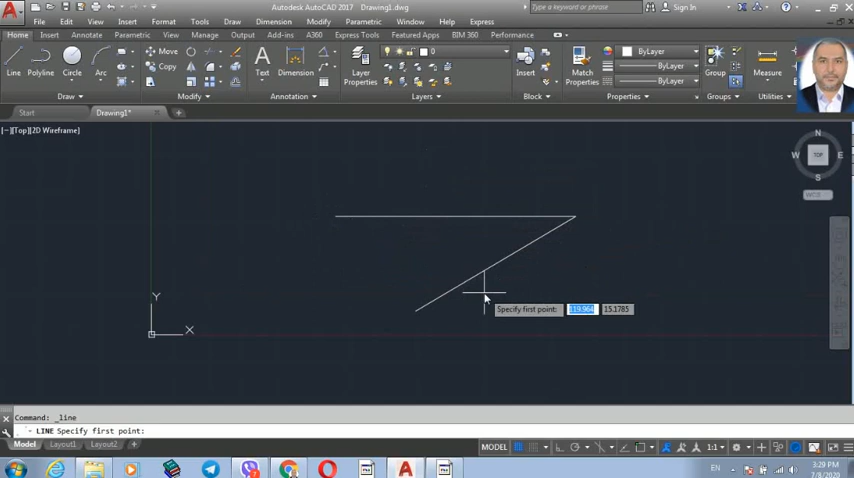 Autodesk AutoCAD 2017 Drawing1.dwg
Type a keyword or phrase
Sign In
File Edit View Insert Format Tools Draw Dimension Modify Parametric Window Help Express
Home Insert Annotate Parametric View Manage Output Add-ins A360 Express Tools Featured Apps BIM 360 Performance
Line Polyline Circle Arc
Move
Copy
Text Dimension
Layer Properties
0
Insert
Match Properties
ByLayer
ByLayer
ByLayer
Group
Measure
Draw Modify Annotation Layers Block Properties Groups Utilities
Start Drawing1*
[−][Top][2D Wireframe]
N
W TOP E
S
WCS
Y
X
Specify first point: 15.1785
Command: _line
LINE Specify first point:
Model Layout1 Layout2
MODEL 1:1
EN
3:29 PM
7/8/2020